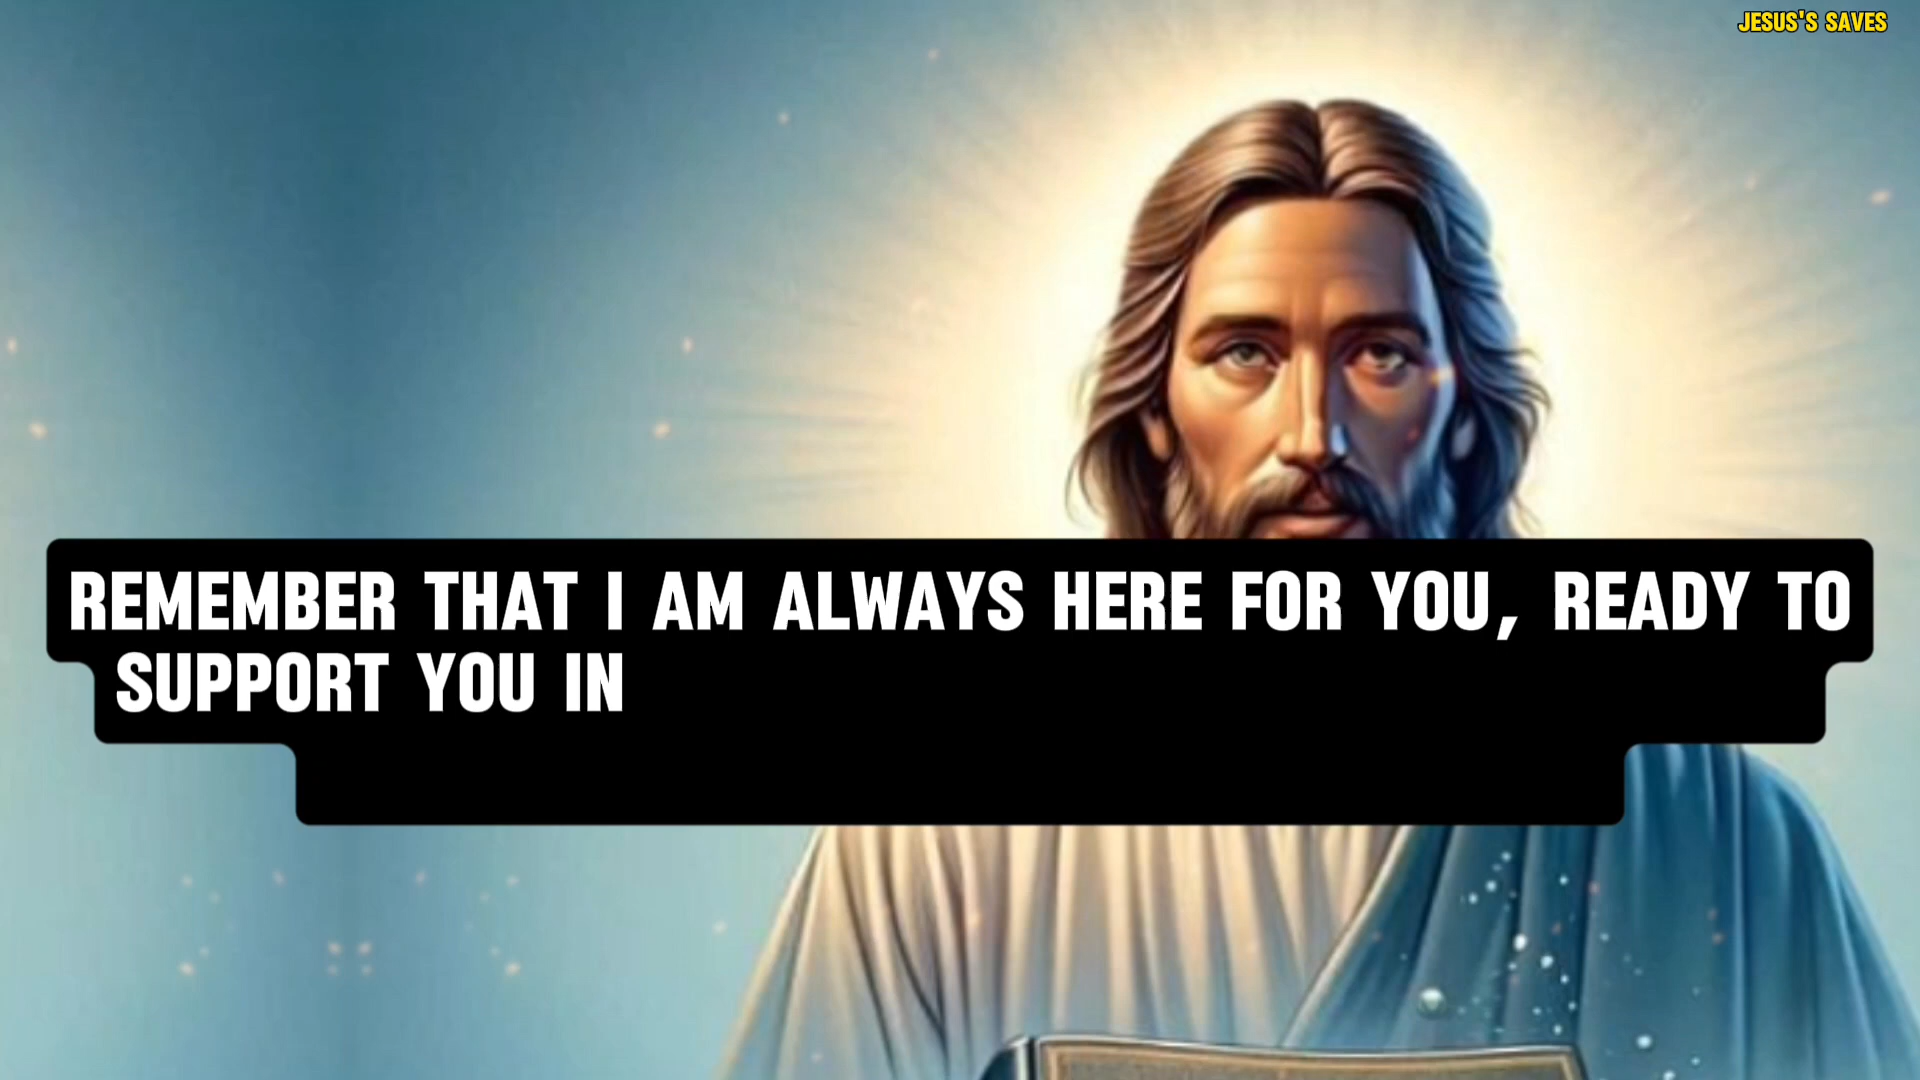 JESUS'S SAVES
REMEMBER THAT I AM ALWAYS HERE FOR YOU, READY TO
SUPPORT YOU IN